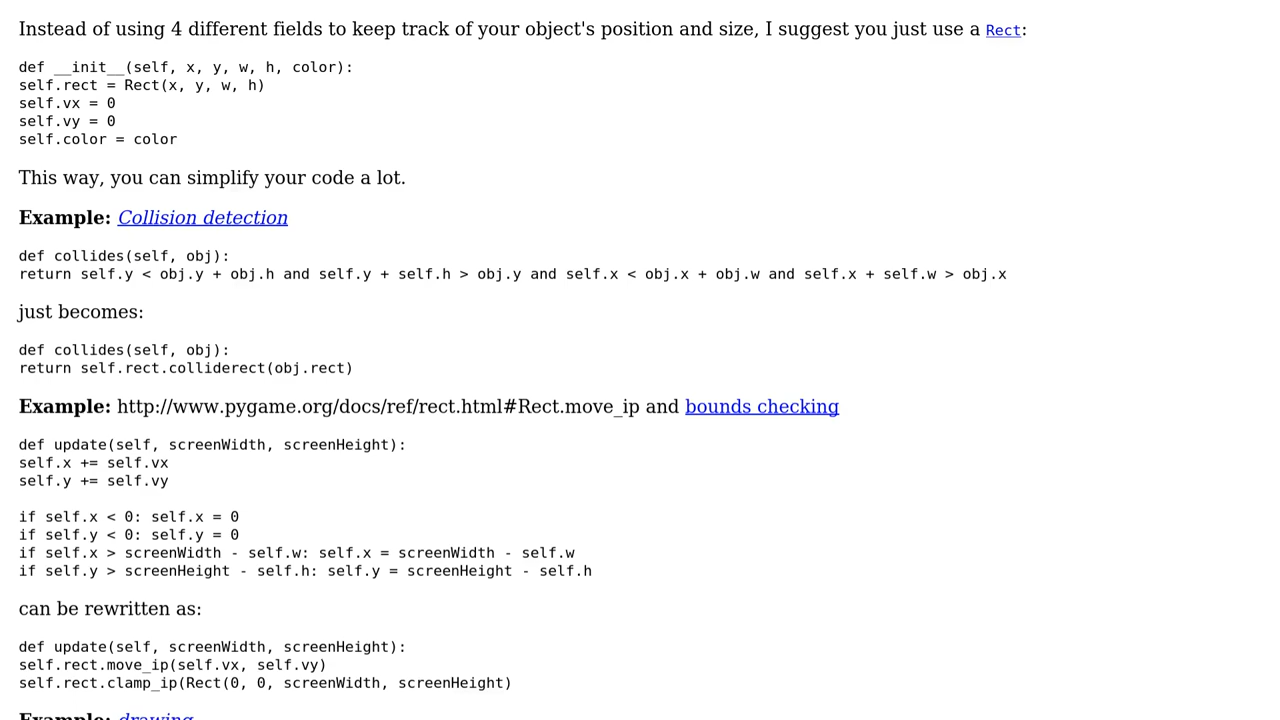 Instead of using 4 different fields to keep track of your object's position and size, I suggest you just use a Rect:
def __init__(self, x, y, w, h, color):
self.rect = Rect(x, y, w, h)
self.vx = 0
self.vy = 0
self.color = color
This way, you can simplify your code a lot.
Example: Collision detection
def collides(self, obj):
return self.y < obj.y + obj.h and self.y + self.h > obj.y and self.x < obj.x + obj.w and self.x + self.w > obj.x
just becomes:
def collides(self, obj):
return self.rect.colliderect(obj.rect)
Example: http://www.pygame.org/docs/ref/rect.html#Rect.move_ip and bounds checking
def update(self, screenWidth, screenHeight):
self.x += self.vx
self.y += self.vy
if self.x < 0: self.x = 0
if self.y < 0: self.y = 0
if self.x > screenWidth - self.w: self.x = screenWidth - self.w
if self.y > screenHeight - self.h: self.y = screenHeight - self.h
can be rewritten as:
def update(self, screenWidth, screenHeight):
self.rect.move_ip(self.vx, self.vy)
self.rect.clamp_ip(Rect(0, 0, screenWidth, screenHeight)
Example: drawing